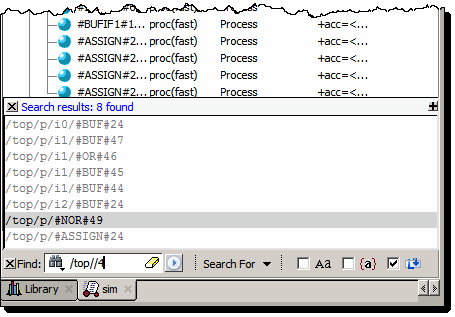 #BUFIF1#1... proc(fast) Process +acc=<...
#ASSIGN#2... proc(fast) Process +acc=<...
#ASSIGN#2... proc(fast) Process +acc=<...
#ASSIGN#2... proc(fast) Process +acc=<...
#ASSIGN#2... proc(fast) Process +acc=<...
Search results: 8 found
/top/p/i0/#BUF#24
/top/p/i1/#BUF#47
/top/p/i1/#OR#46
/top/p/i1/#BUF#45
/top/p/i1/#BUF#44
/top/p/i2/#BUF#24
/top/p/#NOR#49
/top/p/#ASSIGN#24
Find: /top//4 Search For Aa {a}
Library sim